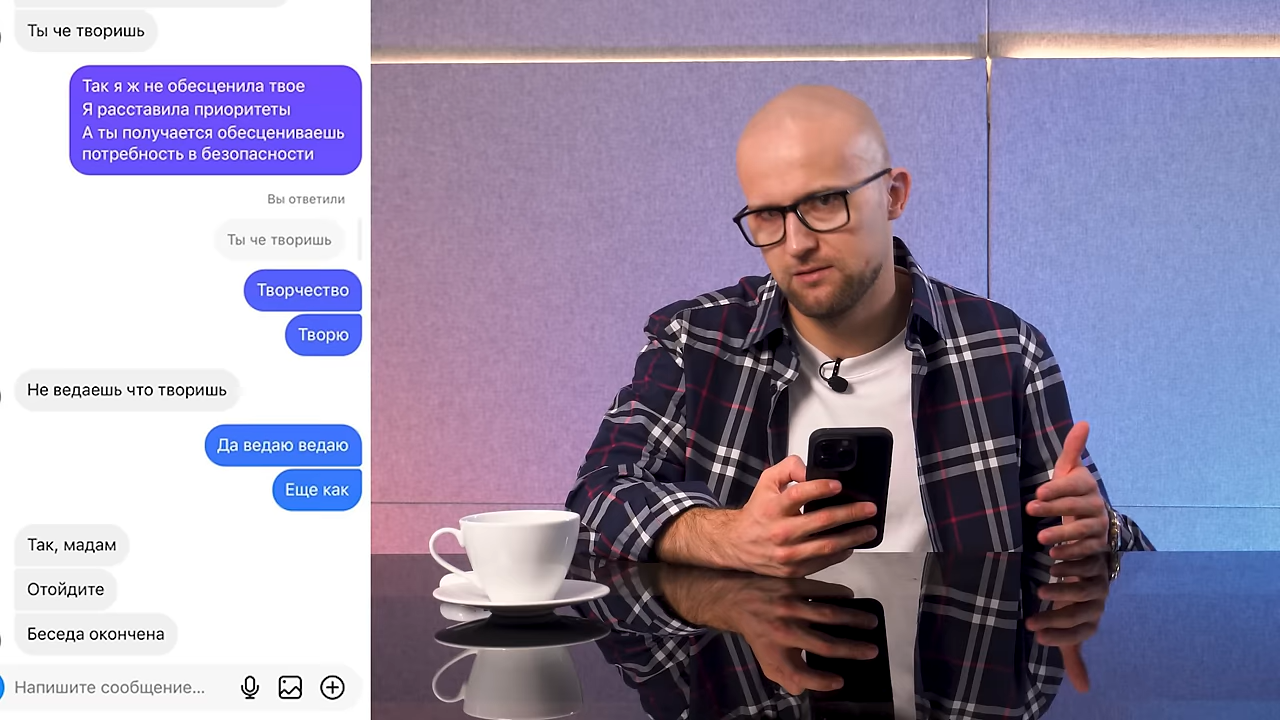 Ты че творишь
Так я ж не обесценила твое
Я расставила приоритеты
А ты получается обесцениваешь
потребность в безопасности
Вы ответили
Ты че творишь
Творчество
Творю
Не ведаешь что творишь
Да ведаю ведаю
Еще как
Так, мадам
Отойдите
Беседа окончена
Напишите сообщение...